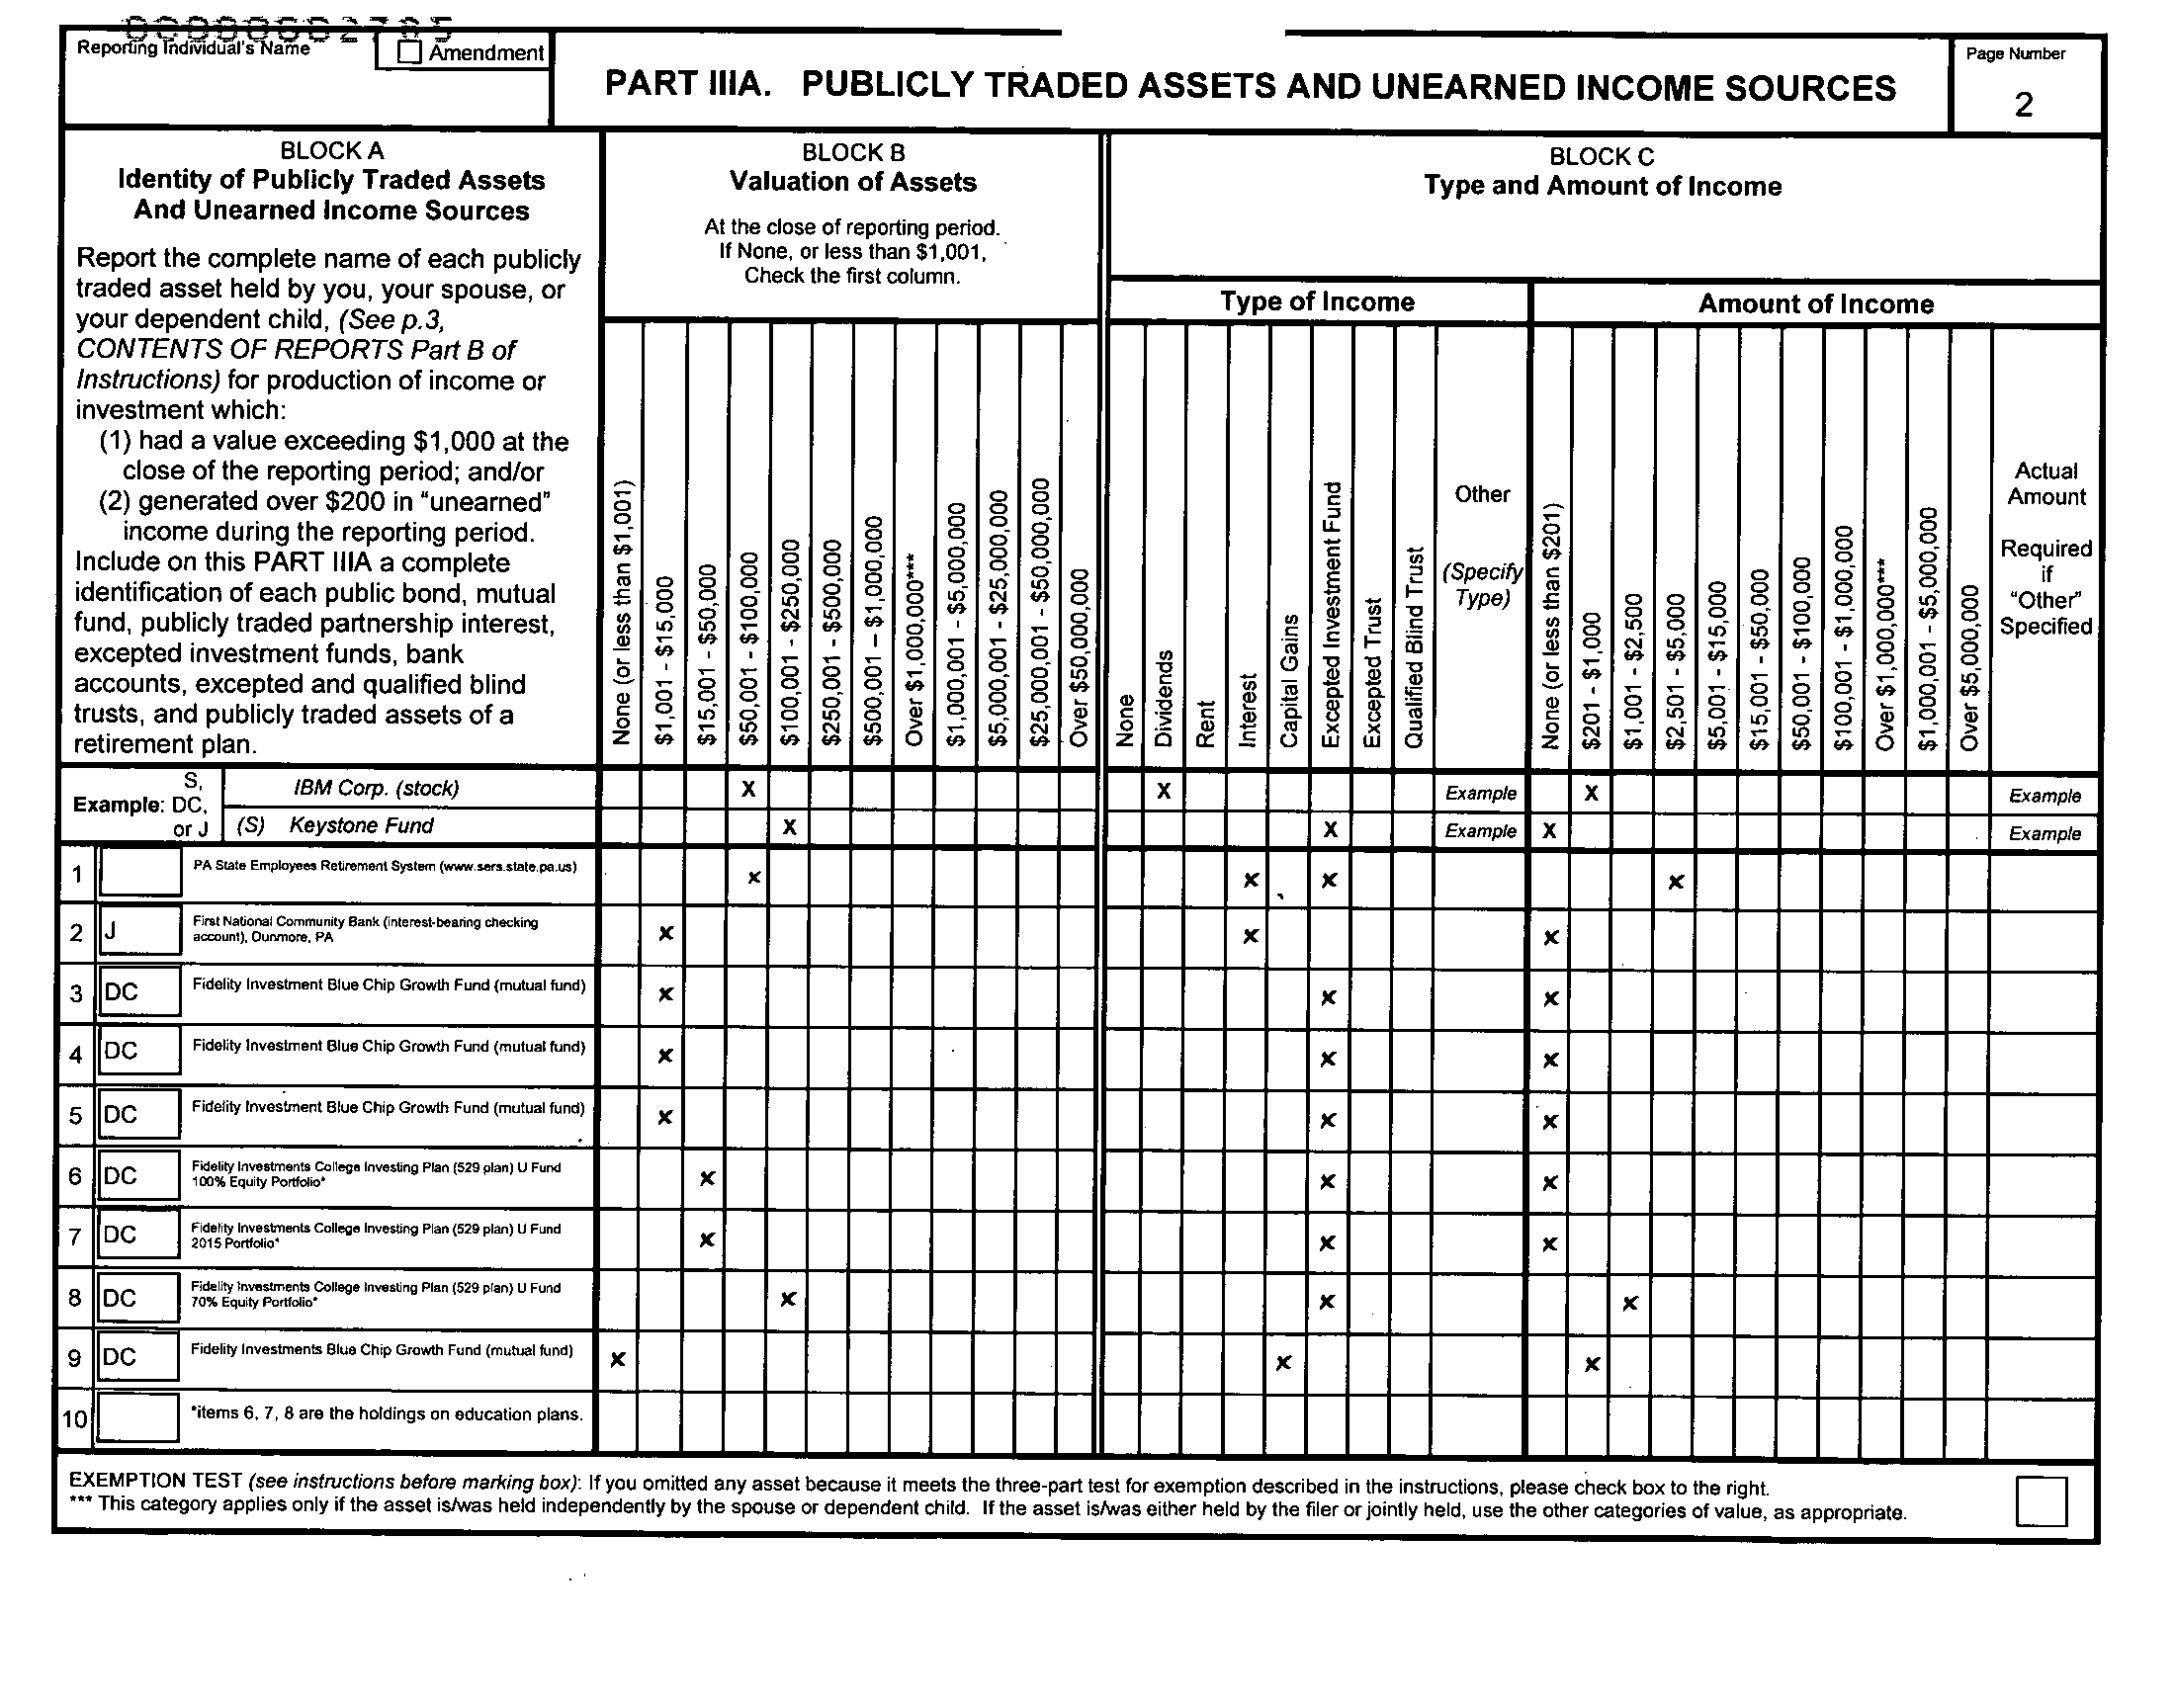 Reporting Individual's Name
Amendment
PART IIIA. PUBLICLY TRADED ASSETS AND UNEARNED INCOME SOURCES
Page Number
2
BLOCK A
Identity of Publicly Traded Assets
And Unearned Income Sources
Report the complete name of each publicly
traded asset held by you, your spouse, or
your dependent child, (See p.3,
CONTENTS OF REPORTS Part B of
Instructions) for production of income or
investment which:
(1) had a value exceeding $1,000 at the
close of the reporting period; and/or
(2) generated over $200 in "unearned"
income during the reporting period.
Include on this PART IIIA a complete
identification of each public bond, mutual
fund, publicly traded partnership interest,
excepted investment funds, bank
accounts, excepted and qualified blind
trusts, and publicly traded assets of a
retirement plan.
BLOCK B
Valuation of Assets
At the close of reporting period.
If None, or less than $1,001,
Check the first column.
BLOCK C
Type and Amount of Income
Type of Income
Amount of Income
None (or less than $1,001)
$1,001 - $15,000
$15,001 - $50,000
$50,001 - $100,000
$100,001 - $250,000
$250,001 - $500,000
$500,001 – $1,000,000
Over $1,000,000***
$1,000,001 - $5,000,000
$5,000,001 - $25,000,000
$25,000,001 - $50,000,000
Over $50,000,000
None
Dividends
Rent
Interest
Capital Gains
Excepted Investment Fund
Excepted Trust
Qualified Blind Trust
Other
(Specify
Type)
None (or less than $201)
$201 - $1,000
$1,001 - $2,500
$2,501 - $5,000
$5,001 - $15,000
$15,001 - $50,000
$50,001 - $100,000
$100,001 - $1,000,000
Over $1,000,000***
$1,000,001 - $5,000,000
Over $5,000,000
Actual
Amount
Required
if
"Other"
Specified
Example: S,
DC,
or J
IBM Corp. (stock) X X Example X Example
(S) Keystone Fund X X Example X Example
1 PA State Employees Retirement System (www.sers.state.pa.us) x x x x
2 J First National Community Bank (interest-bearing checking
account), Dunmore, PA x x x
3 DC Fidelity Investment Blue Chip Growth Fund (mutual fund) x x x
4 DC Fidelity Investment Blue Chip Growth Fund (mutual fund) x x x
5 DC Fidelity Investment Blue Chip Growth Fund (mutual fund) x x x
6 DC Fidelity Investments College Investing Plan (529 plan) U Fund
100% Equity Portfolio* x x x
7 DC Fidelity Investments College Investing Plan (529 plan) U Fund
2015 Portfolio* x x x
8 DC Fidelity Investments College Investing Plan (529 plan) U Fund
70% Equity Portfolio* x x x
9 DC Fidelity Investments Blue Chip Growth Fund (mutual fund) x x x
10 *items 6, 7, 8 are the holdings on education plans.
EXEMPTION TEST (see instructions before marking box): If you omitted any asset because it meets the three-part test for exemption described in the instructions, please check box to the right.
*** This category applies only if the asset is/was held independently by the spouse or dependent child. If the asset is/was either held by the filer or jointly held, use the other categories of value, as appropriate.